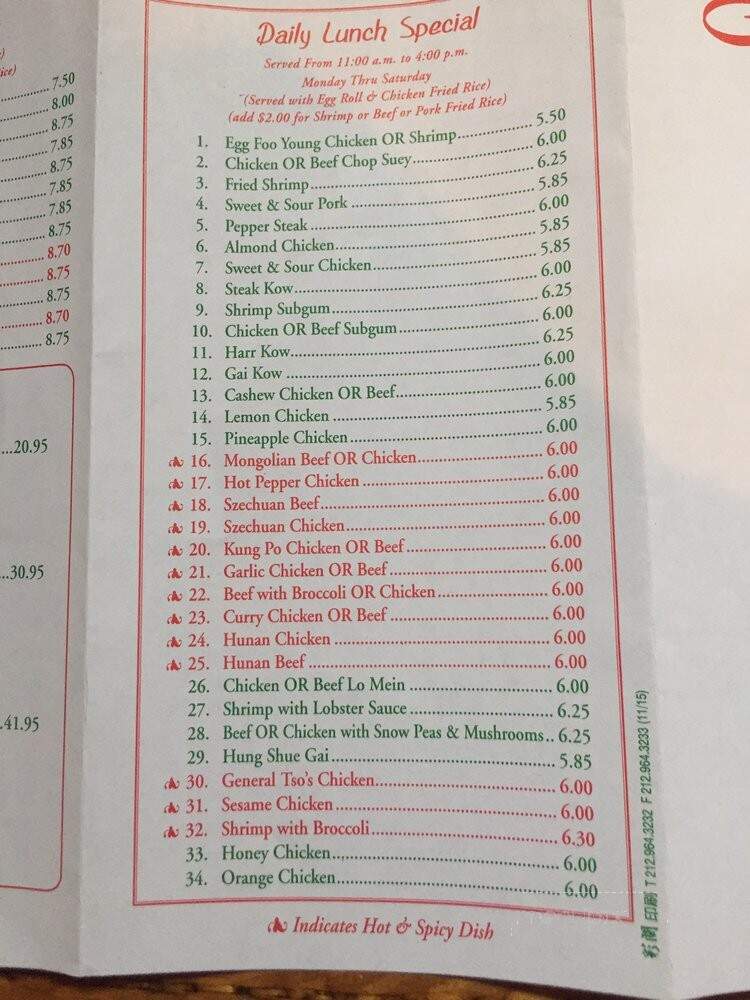 ice)
7.50
8.00
8.75
7.85
8.75
7.85
7.85
8.75
8.70
8.75
8.75
8.70
8.75
...20.95
...30.95
.41.95
Daily Lunch Special
Served From 11:00 a.m. to 4:00 p.m.
Monday Thru Saturday
(Served with Egg Roll & Chicken Fried Rice)
(add $2.00 for Shrimp or Beef or Pork Fried Rice)
1. Egg Foo Young Chicken OR Shrimp 5.50
2. Chicken OR Beef Chop Suey 6.00
3. Fried Shrimp 6.25
4. Sweet & Sour Pork 5.85
5. Pepper Steak 6.00
6. Almond Chicken 5.85
7. Sweet & Sour Chicken 5.85
8. Steak Kow 6.00
9. Shrimp Subgum 6.25
10. Chicken OR Beef Subgum 6.00
11. Harr Kow 6.25
12. Gai Kow 6.00
13. Cashew Chicken OR Beef 6.00
14. Lemon Chicken 5.85
15. Pineapple Chicken 6.00
16. Mongolian Beef OR Chicken 6.00
17. Hot Pepper Chicken 6.00
18. Szechuan Beef 6.00
19. Szechuan Chicken 6.00
20. Kung Po Chicken OR Beef 6.00
21. Garlic Chicken OR Beef 6.00
22. Beef with Broccoli OR Chicken 6.00
23. Curry Chicken OR Beef 6.00
24. Hunan Chicken 6.00
25. Hunan Beef 6.00
26. Chicken OR Beef Lo Mein 6.00
27. Shrimp with Lobster Sauce 6.25
28. Beef OR Chicken with Snow Peas & Mushrooms 6.25
29. Hung Shue Gai 5.85
30. General Tso's Chicken 6.00
31. Sesame Chicken 6.00
32. Shrimp with Broccoli 6.30
33. Honey Chicken 6.00
34. Orange Chicken 6.00
Indicates Hot & Spicy Dish
印刷 T 212.964.3232 F 212.964.3233 (11/15)